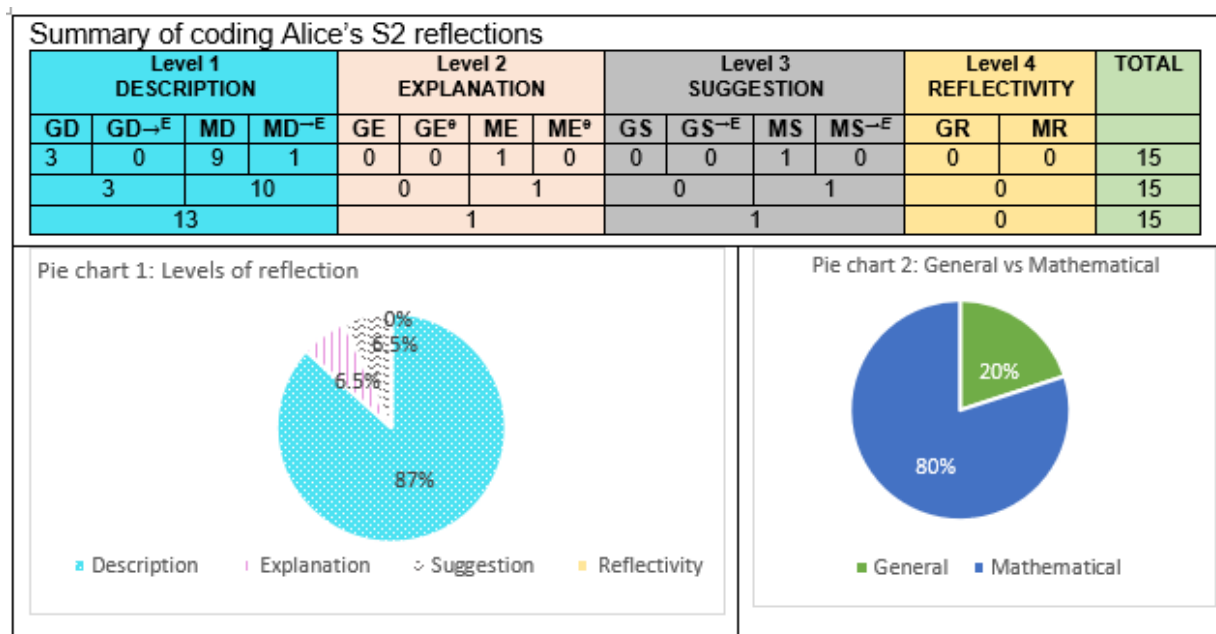 Summary of coding Alice's S2 reflections
Level 1 Level 2 Level 3 Level 4 TOTAL
DESCRIPTION EXPLANATION SUGGESTION REFLECTIVITY
GD GD→ᴱ MD MD→ᴱ GE GEᶿ ME MEᶿ GS GS→ᴱ MS MS→ᴱ GR MR
3 0 9 1 0 0 1 0 0 0 1 0 0 0 15
3 10 0 1 0 1 0 15
13 1 1 0 15
Pie chart 1: Levels of reflection
0%
6.5%
6.5%
87%
Description Explanation Suggestion Reflectivity
Pie chart 2: General vs Mathematical
20%
80%
General Mathematical